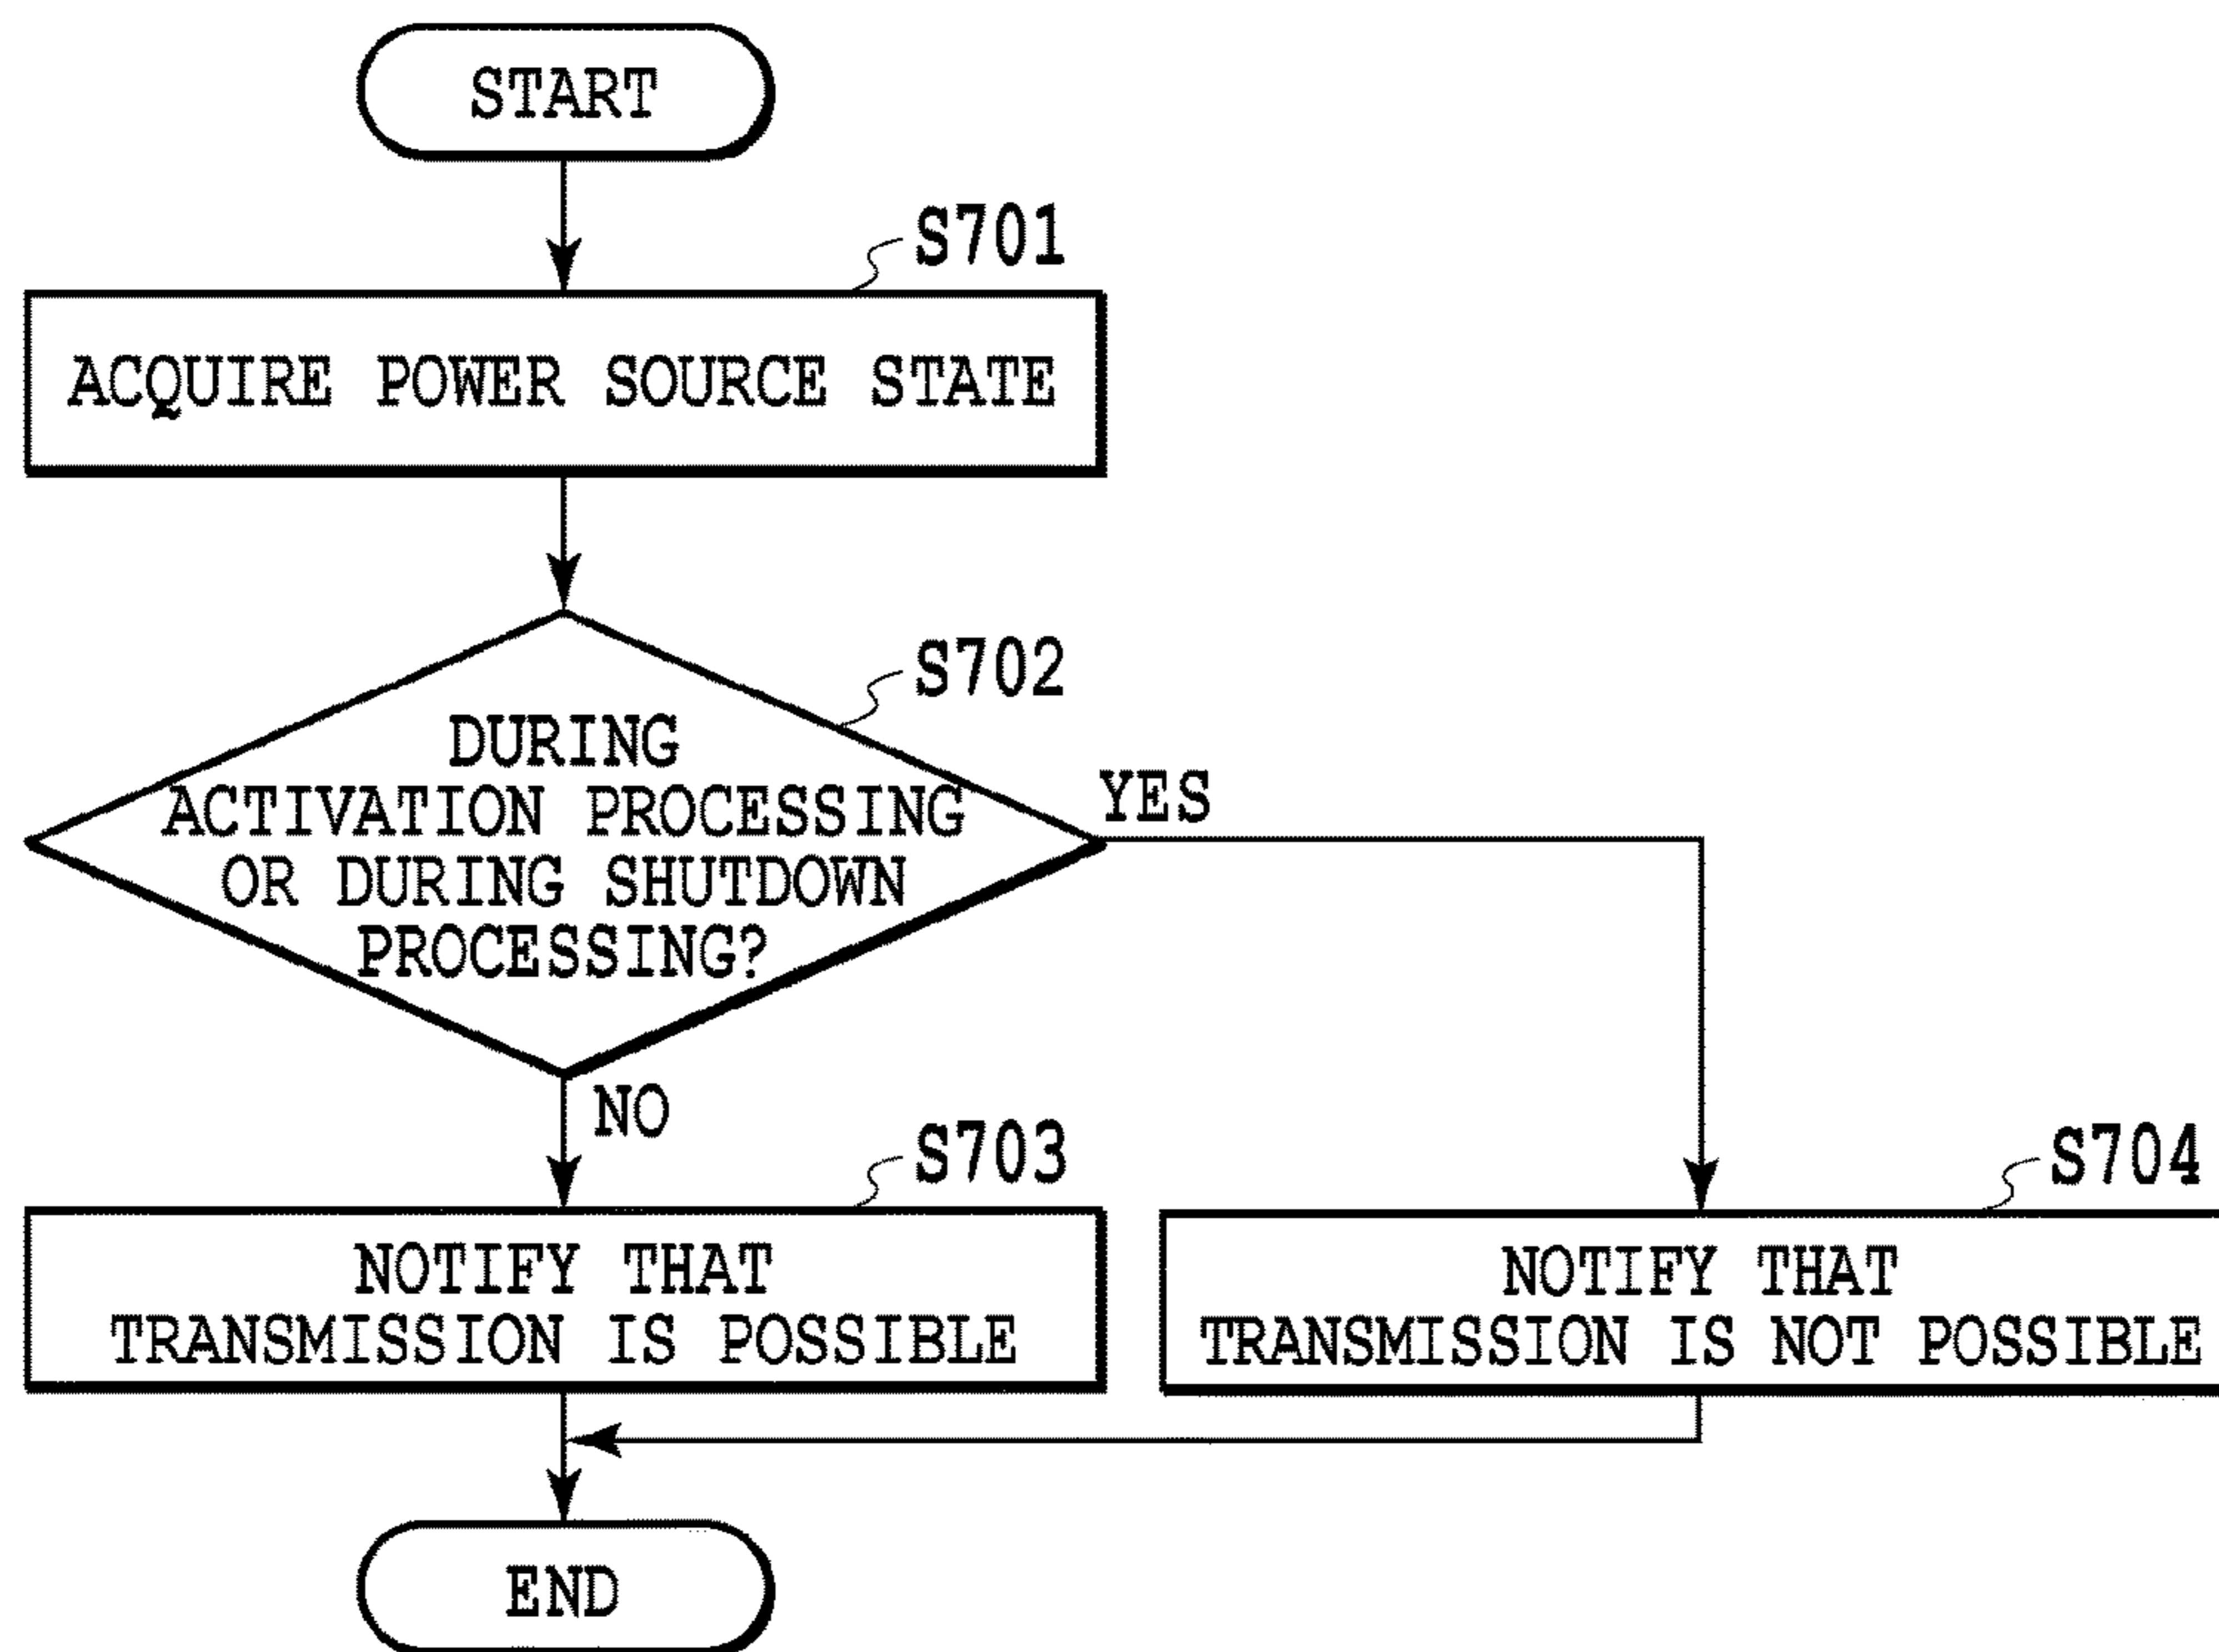 START
S701
ACQUIRE POWER SOURCE STATE
S702
DURING
ACTIVATION PROCESSING
OR DURING SHUTDOWN
PROCESSING?
YES
NO
S703
NOTIFY THAT
TRANSMISSION IS POSSIBLE
S704
NOTIFY THAT
TRANSMISSION IS NOT POSSIBLE
END